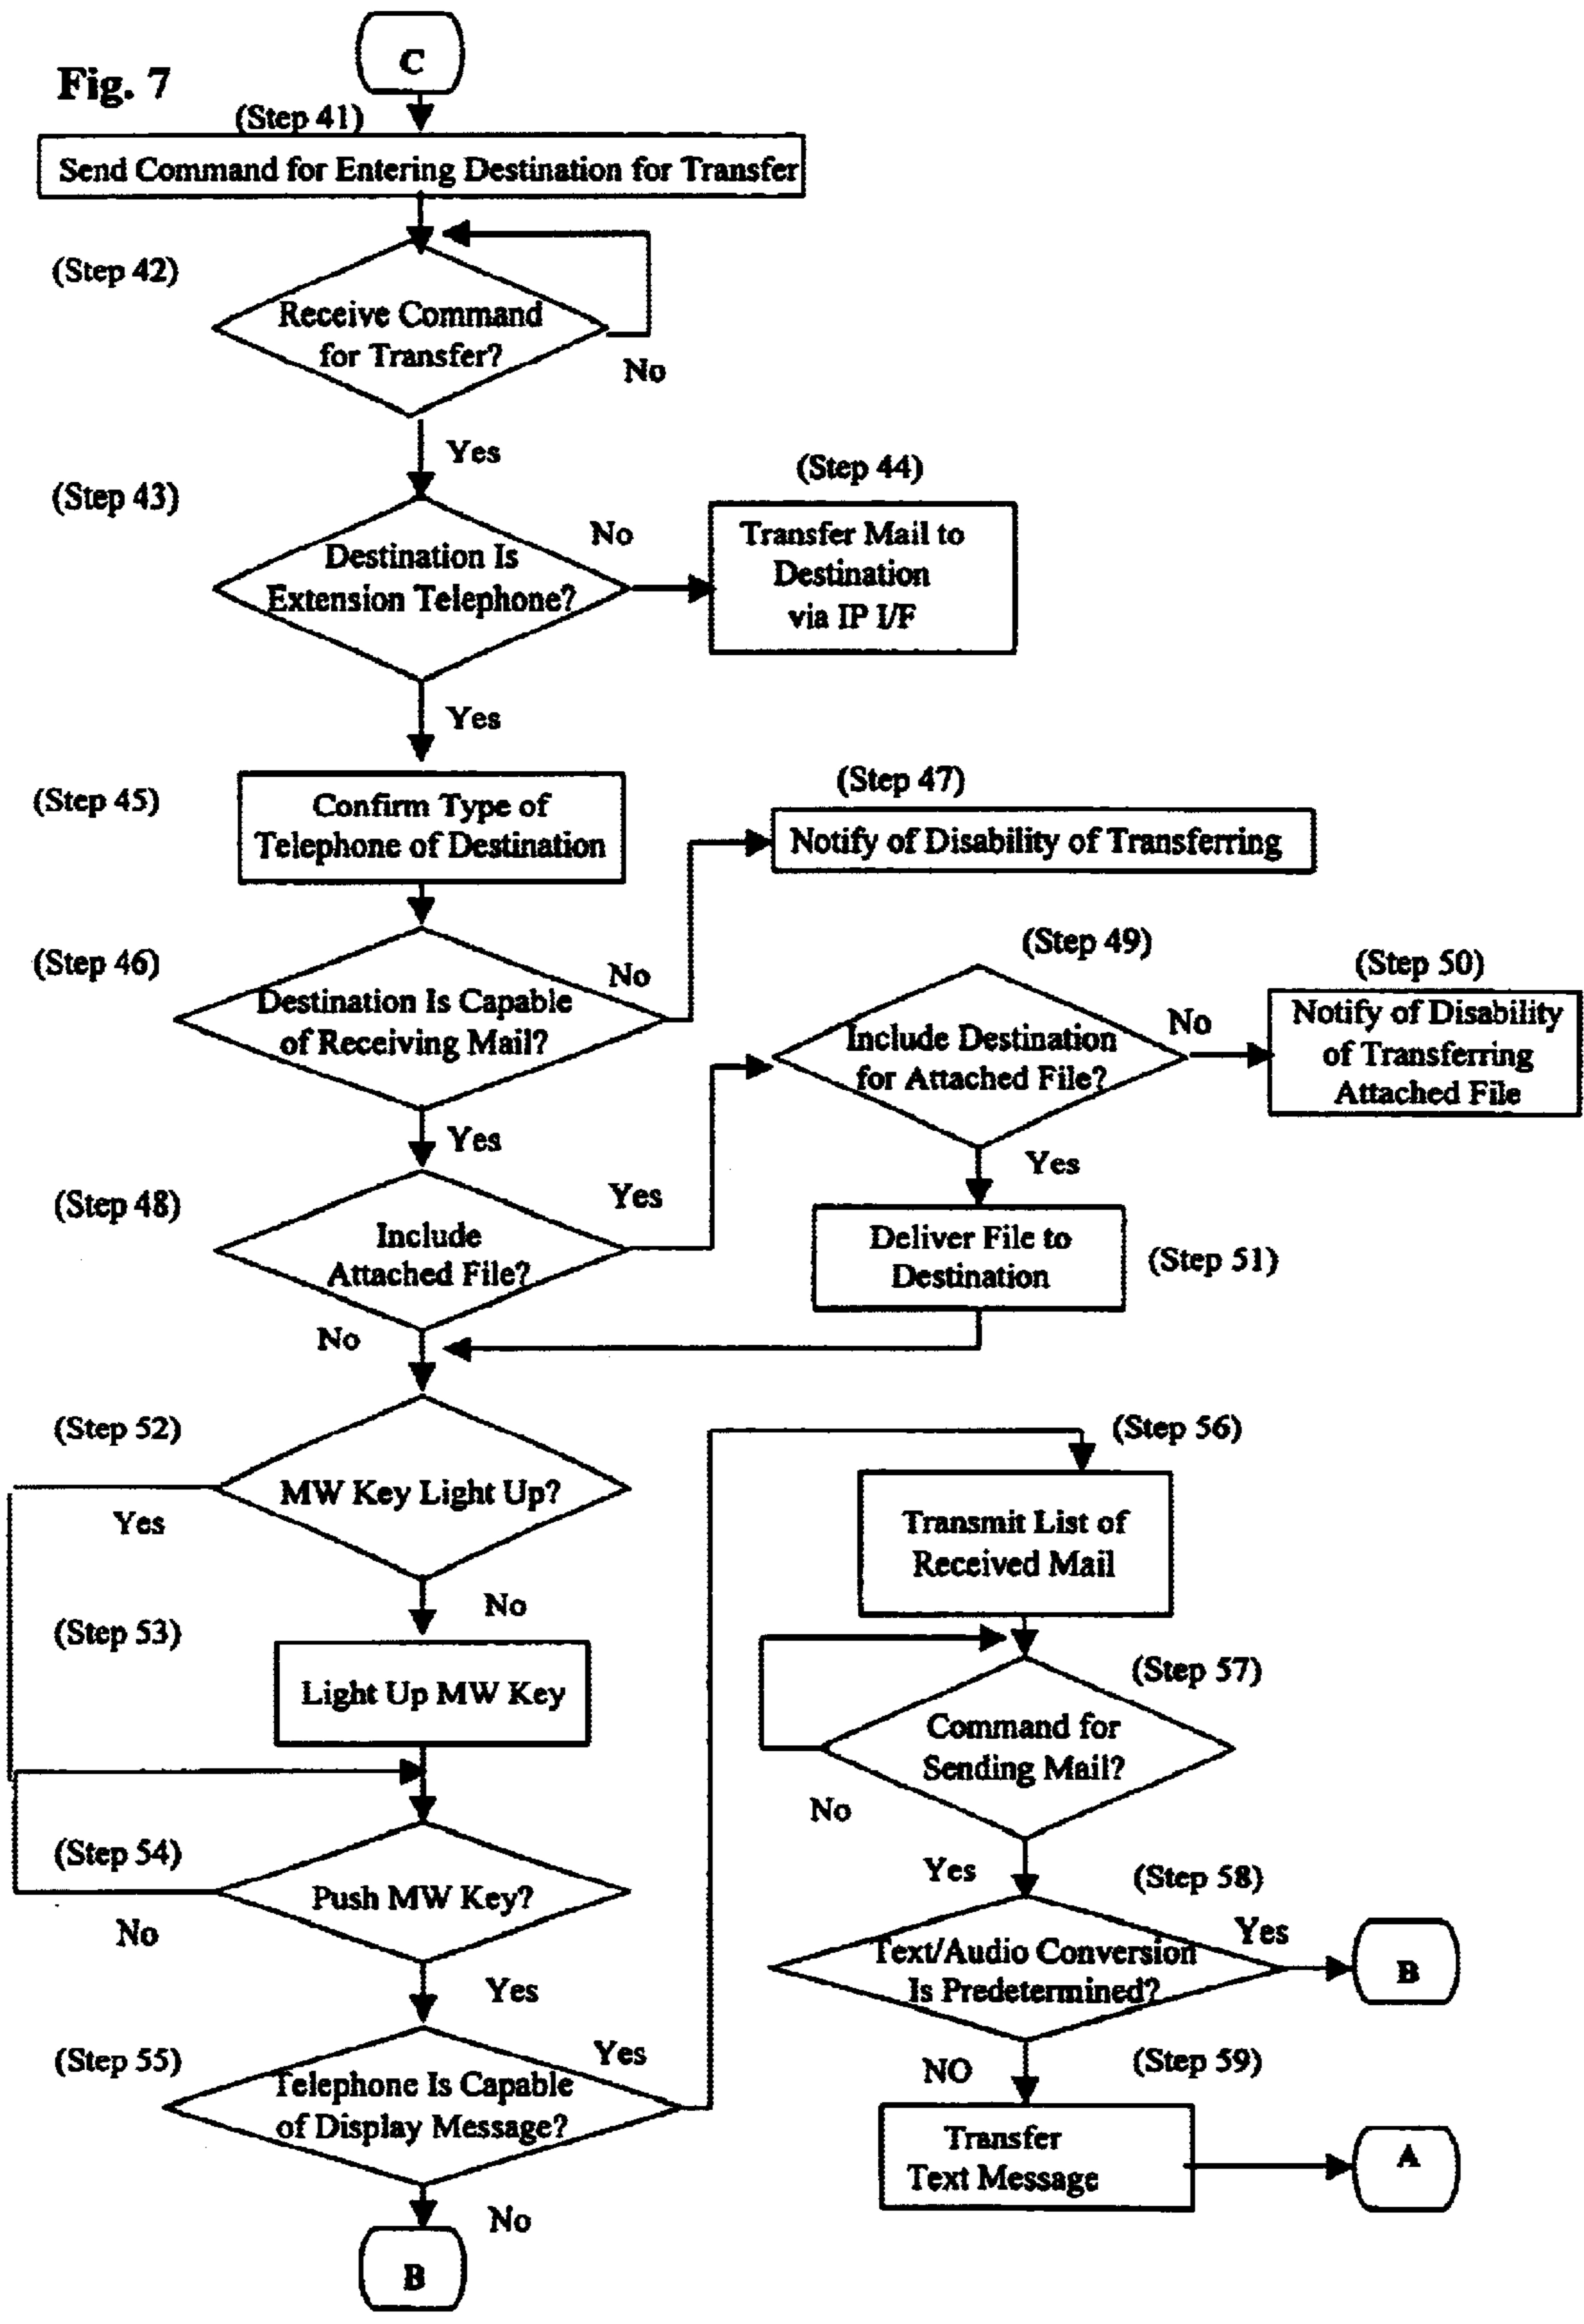 Fig. 7
C
(Step 41)
Send Command for Entering Destination for Transfer
(Step 42)
Receive Command
for Transfer?
No
Yes
(Step 43)
Destination Is
Extension Telephone?
No
(Step 44)
Transfer Mail to
Destination
via IP I/F
Yes
(Step 45)
Confirm Type of
Telephone of Destination
(Step 47)
Notify of Disability of Transferring
(Step 46)
Destination Is Capable
of Receiving Mail?
No
Yes
(Step 49)
Include Destination
for Attached File?
No
(Step 50)
Notify of Disability
of Transferring
Attached File
Yes
(Step 48)
Include
Attached File?
Yes
Deliver File to
Destination
(Step 51)
No
(Step 52)
MW Key Light Up?
Yes
No
(Step 53)
Light Up MW Key
(Step 54)
Push MW Key?
No
Yes
(Step 55)
Telephone Is Capable
of Display Message?
Yes
No
B
(Step 56)
Transmit List of
Received Mail
(Step 57)
Command for
Sending Mail?
No
Yes
(Step 58)
Text/Audio Conversion
Is Predetermined?
Yes
B
NO
(Step 59)
Transfer
Text Message
A